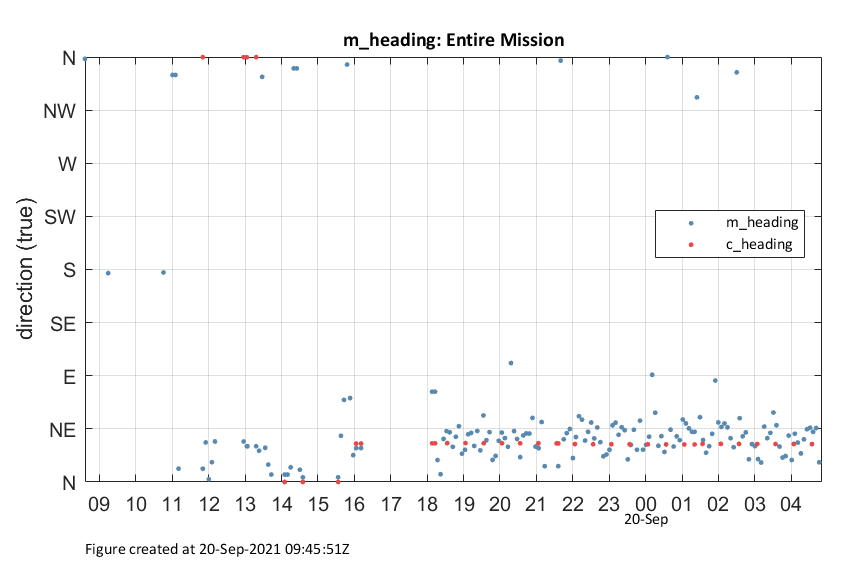 m_heading: Entire Mission
direction (true)
N
NW
W
SW
S
SE
E
NE
N
m_heading
c_heading
09 10 11 12 13 14 15 16 17 18 19 20 21 22 23 00 01 02 03 04
20-Sep
Figure created at 20-Sep-2021 09:45:51Z